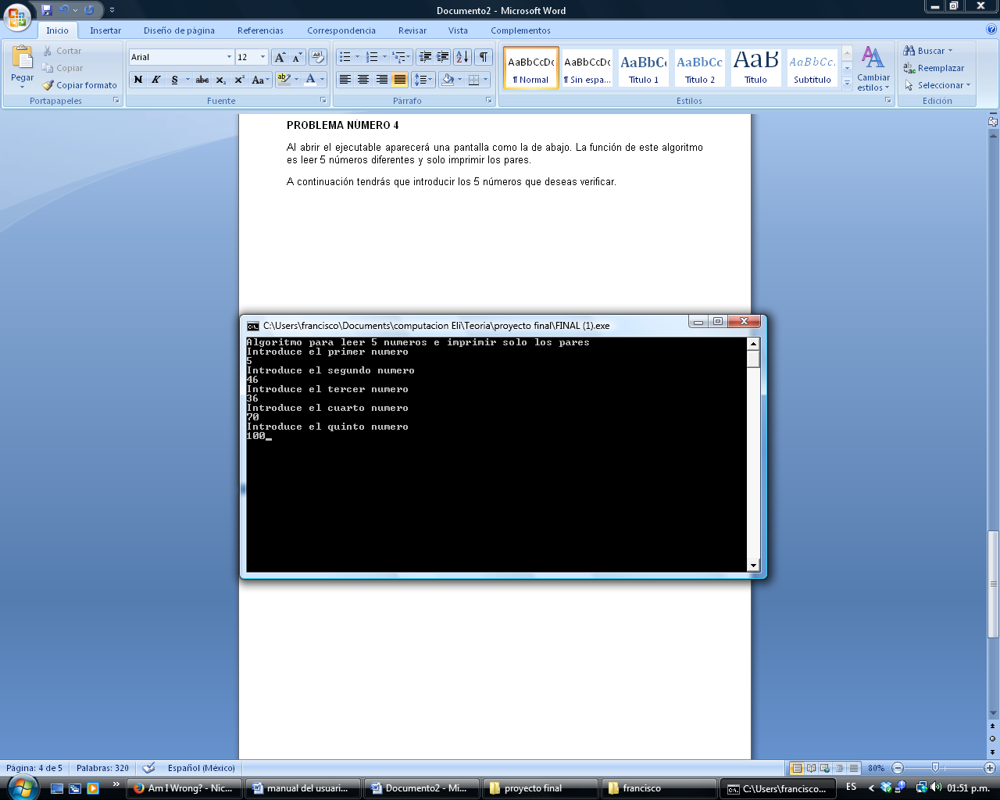 Documento2 - Microsoft Word
Inicio Insertar Diseño de página Referencias Correspondencia Revisar Vista Complementos
Pegar
Cortar
Copiar
Copiar formato
Portapapeles
Arial 12
N K S abc x₂ x² Aa
Fuente
Párrafo
AaBbCcDc AaBbCcDc AaBbCc AaBbCc AaB AaBbCc.
¶ Normal ¶ Sin espa... Título 1 Título 2 Título Subtítulo
Cambiar estilos
Estilos
Buscar
Reemplazar
Seleccionar
Edición
PROBLEMA NÚMERO 4
Al abrir el ejecutable aparecerá una pantalla como la de abajo. La función de este algoritmo
es leer 5 números diferentes y solo imprimir los pares.
A continuación tendrás que introducir los 5 números que deseas verificar.
C:\Users\francisco\Documents\computacion Eli\Teoria\proyecto final\FINAL (1).exe
Algoritmo para leer 5 numeros e imprimir solo los pares
Introduce el primer numero
5
Introduce el segundo numero
46
Introduce el tercer numero
36
Introduce el cuarto numero
70
Introduce el quinto numero
100_
Página: 4 de 5 Palabras: 320 Español (México) 80%
Am I Wrong? - Nic... manual del usuari... Documento2 - Mi... proyecto final francisco C:\Users\francisco... ES 01:51 p.m.